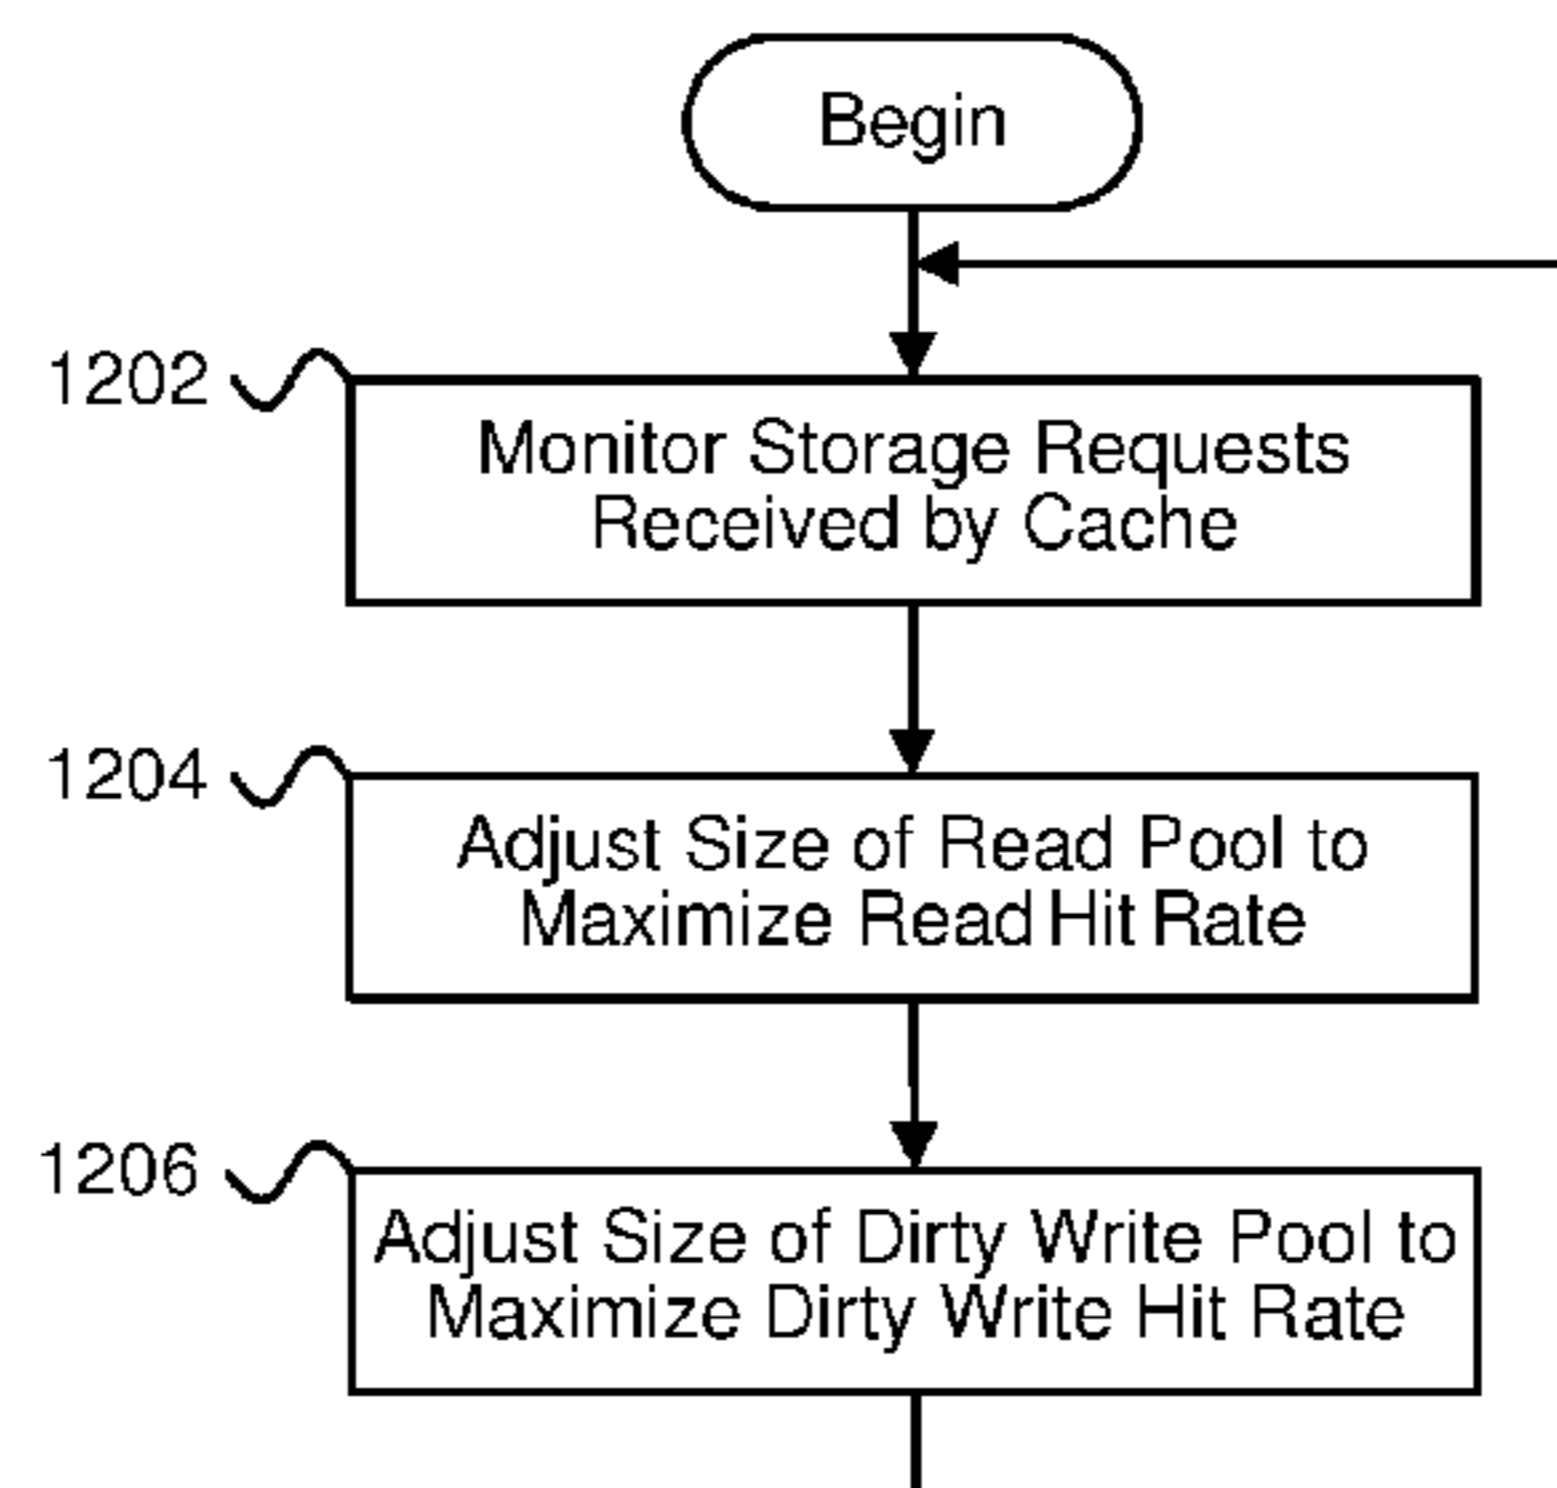 Begin
1202
Monitor Storage Requests
Received by Cache
1204
Adjust Size of Read Pool to
Maximize Read Hit Rate
1206
Adjust Size of Dirty Write Pool to
Maximize Dirty Write Hit Rate